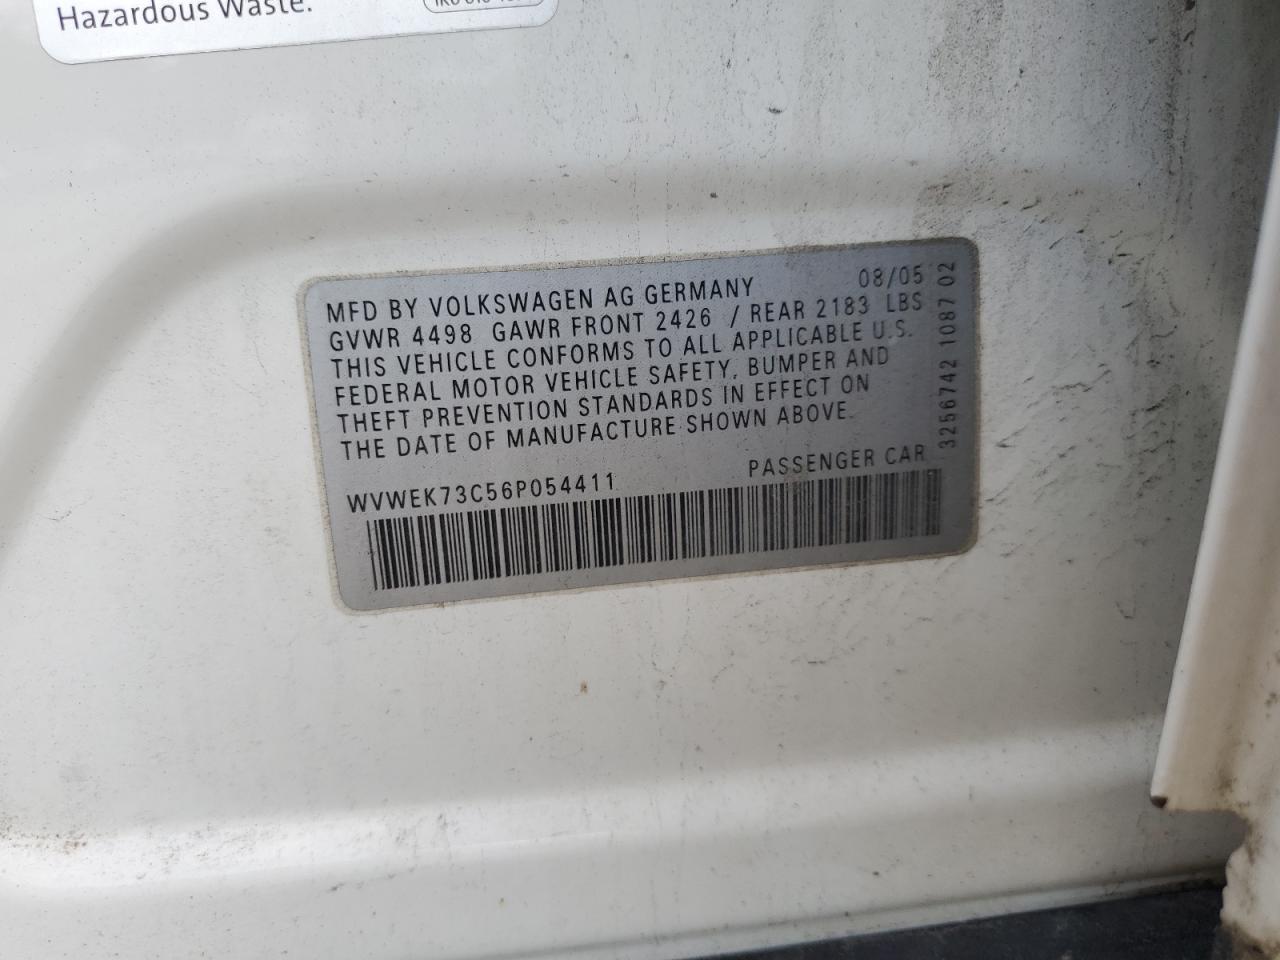 Hazardous Waste.
MFD BY VOLKSWAGEN AG GERMANY 08/05
GVWR 4498 GAWR FRONT 2426 / REAR 2183 LBS
THIS VEHICLE CONFORMS TO ALL APPLICABLE U.S.
FEDERAL MOTOR VEHICLE SAFETY, BUMPER AND
THEFT PREVENTION STANDARDS IN EFFECT ON
THE DATE OF MANUFACTURE SHOWN ABOVE.
WVWEK73C56P054411 PASSENGER CAR
3256742 1087 02